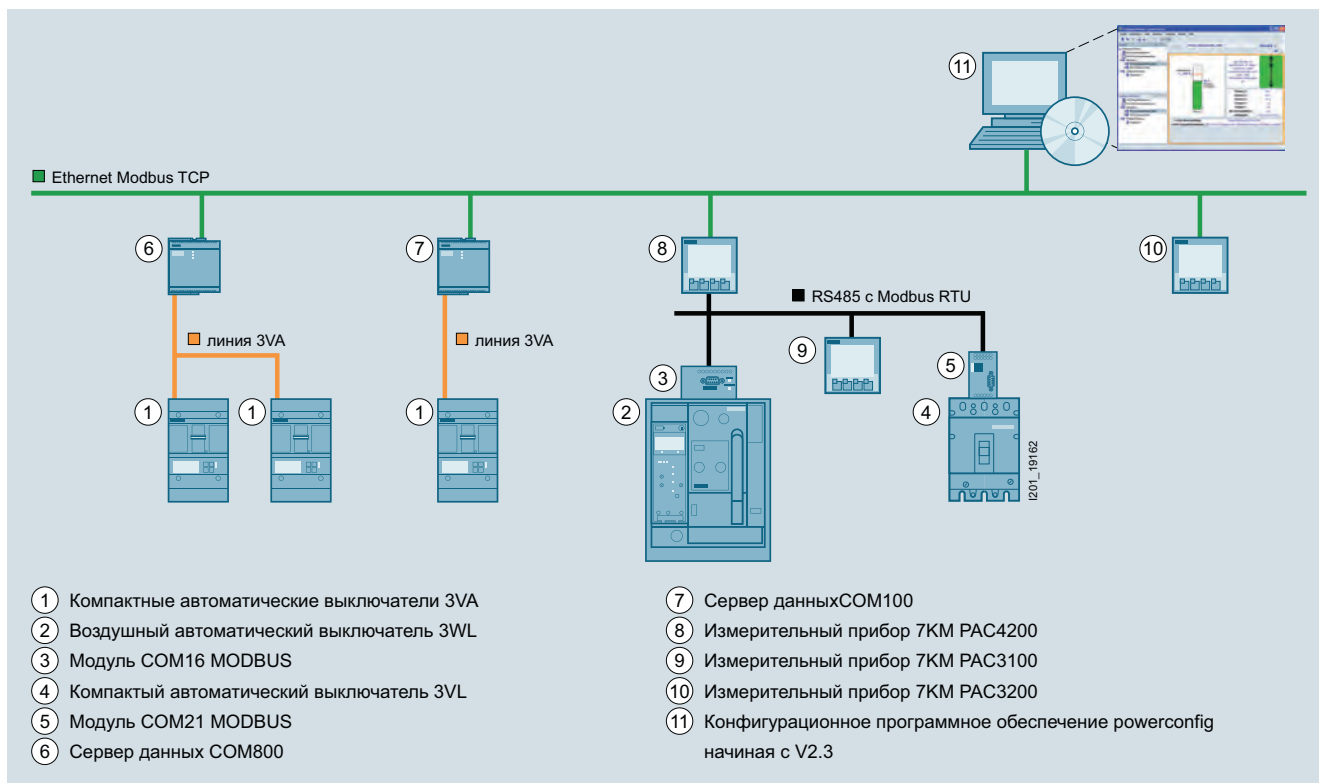 11
Ethernet Modbus TCP
6
7
8
10
RS485 с Modbus RTU
линия 3VA
линия 3VA
9
5
3
1
1
1
2
4
I201_19162
1 Компактные автоматические выключатели 3VA
2 Воздушный автоматический выключатель 3WL
3 Модуль COM16 MODBUS
4 Компактый автоматический выключатель 3VL
5 Модуль COM21 MODBUS
6 Сервер данных COM800
7 Сервер данныхCOM100
8 Измерительный прибор 7KM PAC4200
9 Измерительный прибор 7KM PAC3100
10 Измерительный прибор 7KM PAC3200
11 Конфигурационное программное обеспечение powerconfig
начиная с V2.3